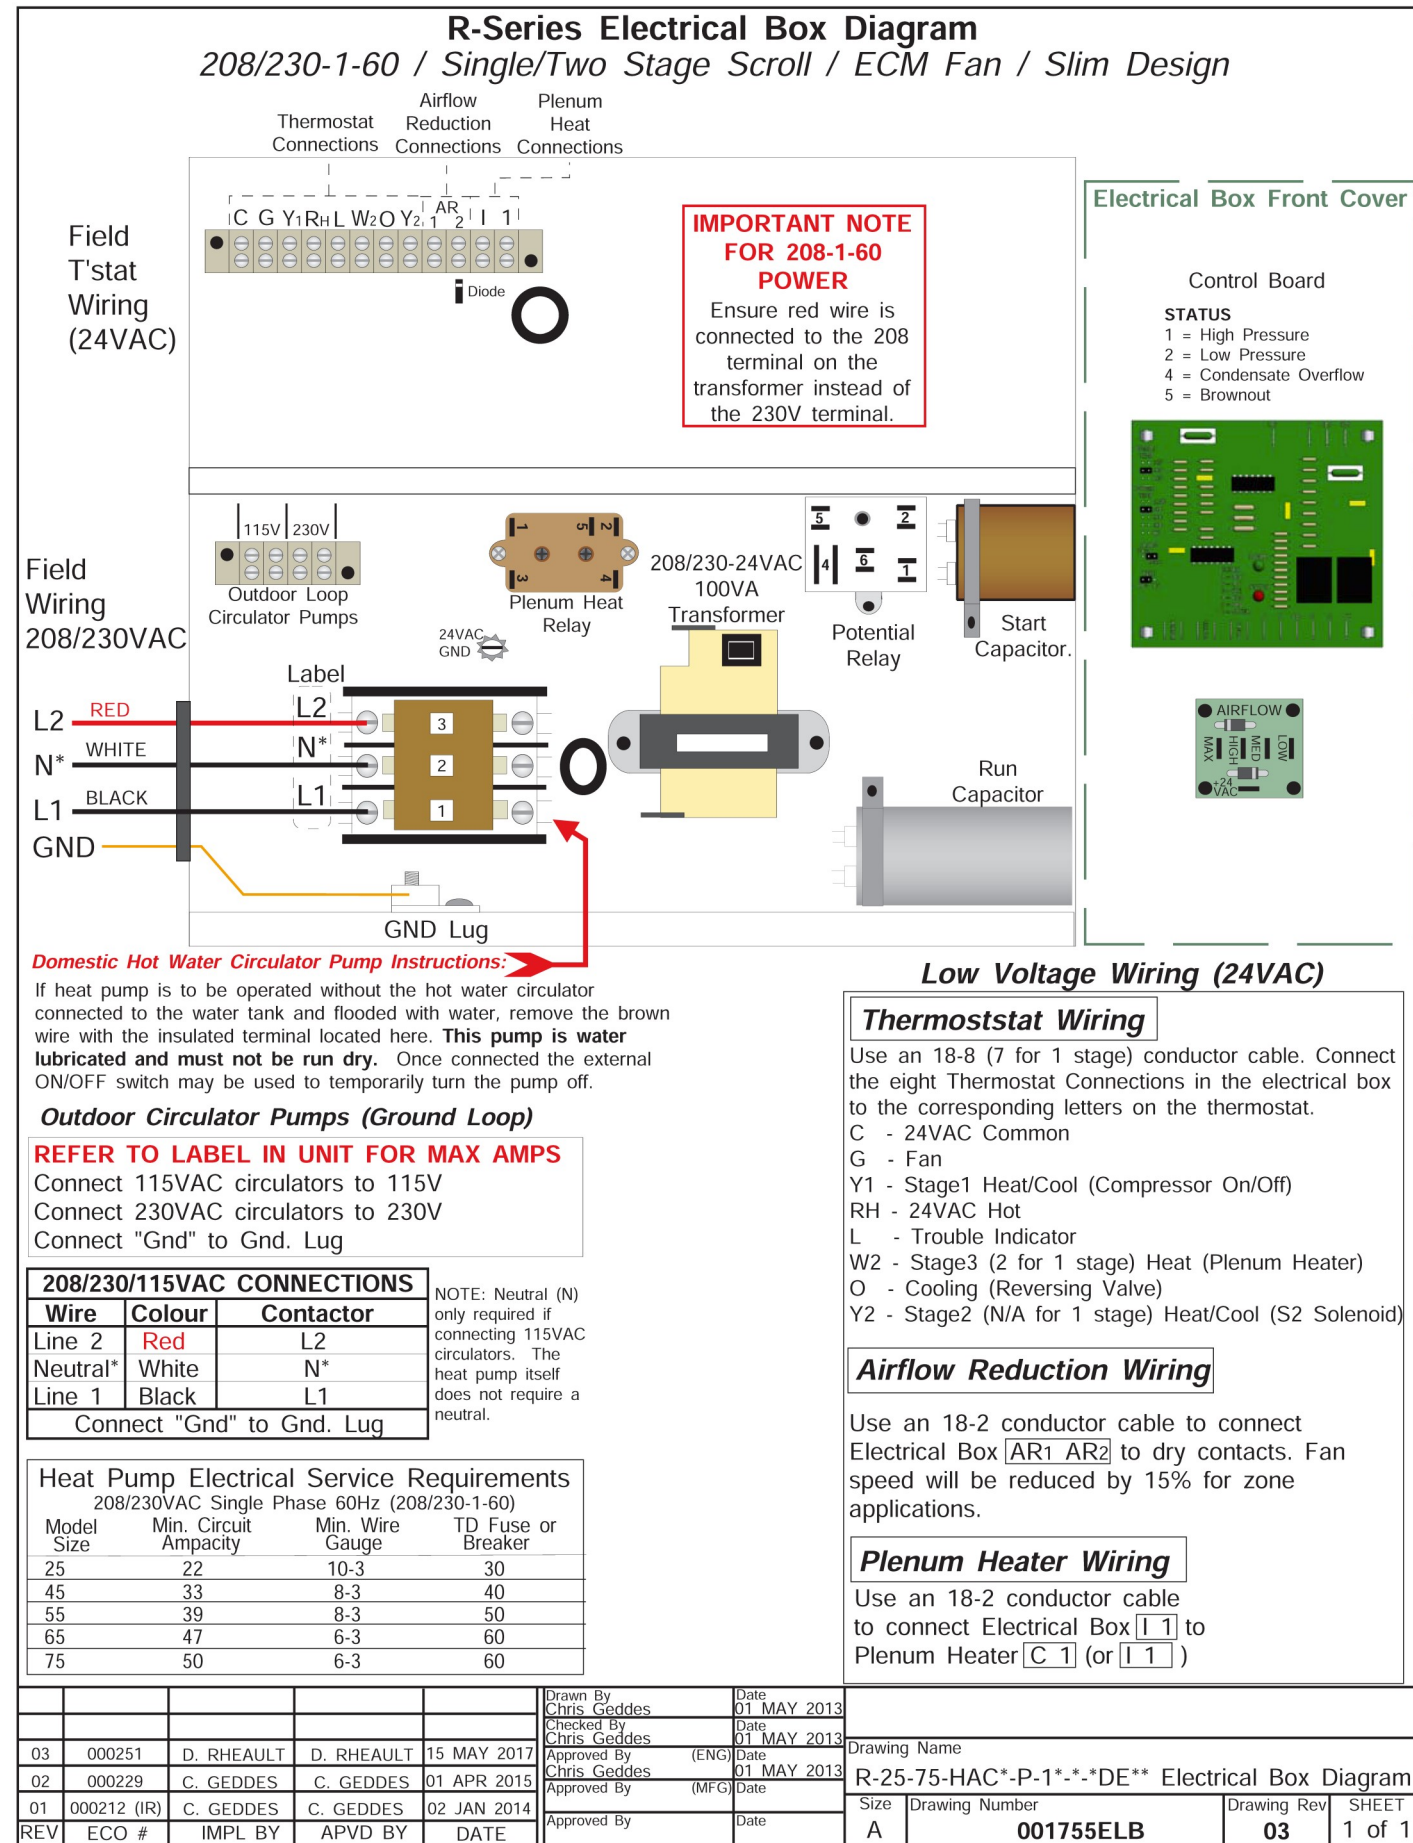 R-Series Electrical Box Diagram
208/230-1-60 / Single/Two Stage Scroll / ECM Fan / Slim Design
Thermostat
Connections
Airflow
Reduction
Connections
Plenum
Heat
Connections
C G Y1 RH L W2 O Y2 AR 1 2 I 1
Diode
Field
T'stat
Wiring
(24VAC)
IMPORTANT NOTE
FOR 208-1-60
POWER
Ensure red wire is
connected to the 208
terminal on the
transformer instead of
the 230V terminal.
Electrical Box Front Cover
Control Board
STATUS
1 = High Pressure
2 = Low Pressure
4 = Condensate Overflow
5 = Brownout
AIRFLOW
MAX HIGH MED LOW
+24
VAC
115V 230V
Outdoor Loop
Circulator Pumps
Field
Wiring
208/230VAC
1 5 2
3 4
Plenum Heat
Relay
24VAC
GND
208/230-24VAC
100VA
Transformer
5 2
4 6 1
Potential
Relay
Start
Capacitor.
Run
Capacitor
Label
L2 RED L2 3
N* WHITE N* 2
L1 BLACK L1 1
GND
GND Lug
Domestic Hot Water Circulator Pump Instructions:
If heat pump is to be operated without the hot water circulator
connected to the water tank and flooded with water, remove the brown
wire with the insulated terminal located here. This pump is water
lubricated and must not be run dry. Once connected the external
ON/OFF switch may be used to temporarily turn the pump off.
Outdoor Circulator Pumps (Ground Loop)
REFER TO LABEL IN UNIT FOR MAX AMPS
Connect 115VAC circulators to 115V
Connect 230VAC circulators to 230V
Connect "Gnd" to Gnd. Lug
208/230/115VAC CONNECTIONS
Wire Colour Contactor
Line 2 Red L2
Neutral* White N*
Line 1 Black L1
Connect "Gnd" to Gnd. Lug
NOTE: Neutral (N)
only required if
connecting 115VAC
circulators. The
heat pump itself
does not require a
neutral.
Heat Pump Electrical Service Requirements
208/230VAC Single Phase 60Hz (208/230-1-60)
Model Size Min. Circuit Ampacity Min. Wire Gauge TD Fuse or Breaker
25 22 10-3 30
45 33 8-3 40
55 39 8-3 50
65 47 6-3 60
75 50 6-3 60
Low Voltage Wiring (24VAC)
Thermoststat Wiring
Use an 18-8 (7 for 1 stage) conductor cable. Connect
the eight Thermostat Connections in the electrical box
to the corresponding letters on the thermostat.
C - 24VAC Common
G - Fan
Y1 - Stage1 Heat/Cool (Compressor On/Off)
RH - 24VAC Hot
L - Trouble Indicator
W2 - Stage3 (2 for 1 stage) Heat (Plenum Heater)
O - Cooling (Reversing Valve)
Y2 - Stage2 (N/A for 1 stage) Heat/Cool (S2 Solenoid)
Airflow Reduction Wiring
Use an 18-2 conductor cable to connect
Electrical Box AR1 AR2 to dry contacts. Fan
speed will be reduced by 15% for zone
applications.
Plenum Heater Wiring
Use an 18-2 conductor cable
to connect Electrical Box I 1 to
Plenum Heater C 1 (or I 1 )
03 000251 D. RHEAULT D. RHEAULT 15 MAY 2017
02 000229 C. GEDDES C. GEDDES 01 APR 2015
01 000212 (IR) C. GEDDES C. GEDDES 02 JAN 2014
REV ECO # IMPL BY APVD BY DATE
Drawn By Date
Chris Geddes 01 MAY 2013
Checked By Date
Chris Geddes 01 MAY 2013
Approved By (ENG) Date
Chris Geddes 01 MAY 2013
Approved By (MFG) Date
Approved By Date
Drawing Name
R-25-75-HAC*-P-1*-*-*DE** Electrical Box Diagram
Size Drawing Number Drawing Rev SHEET
A 001755ELB 03 1 of 1